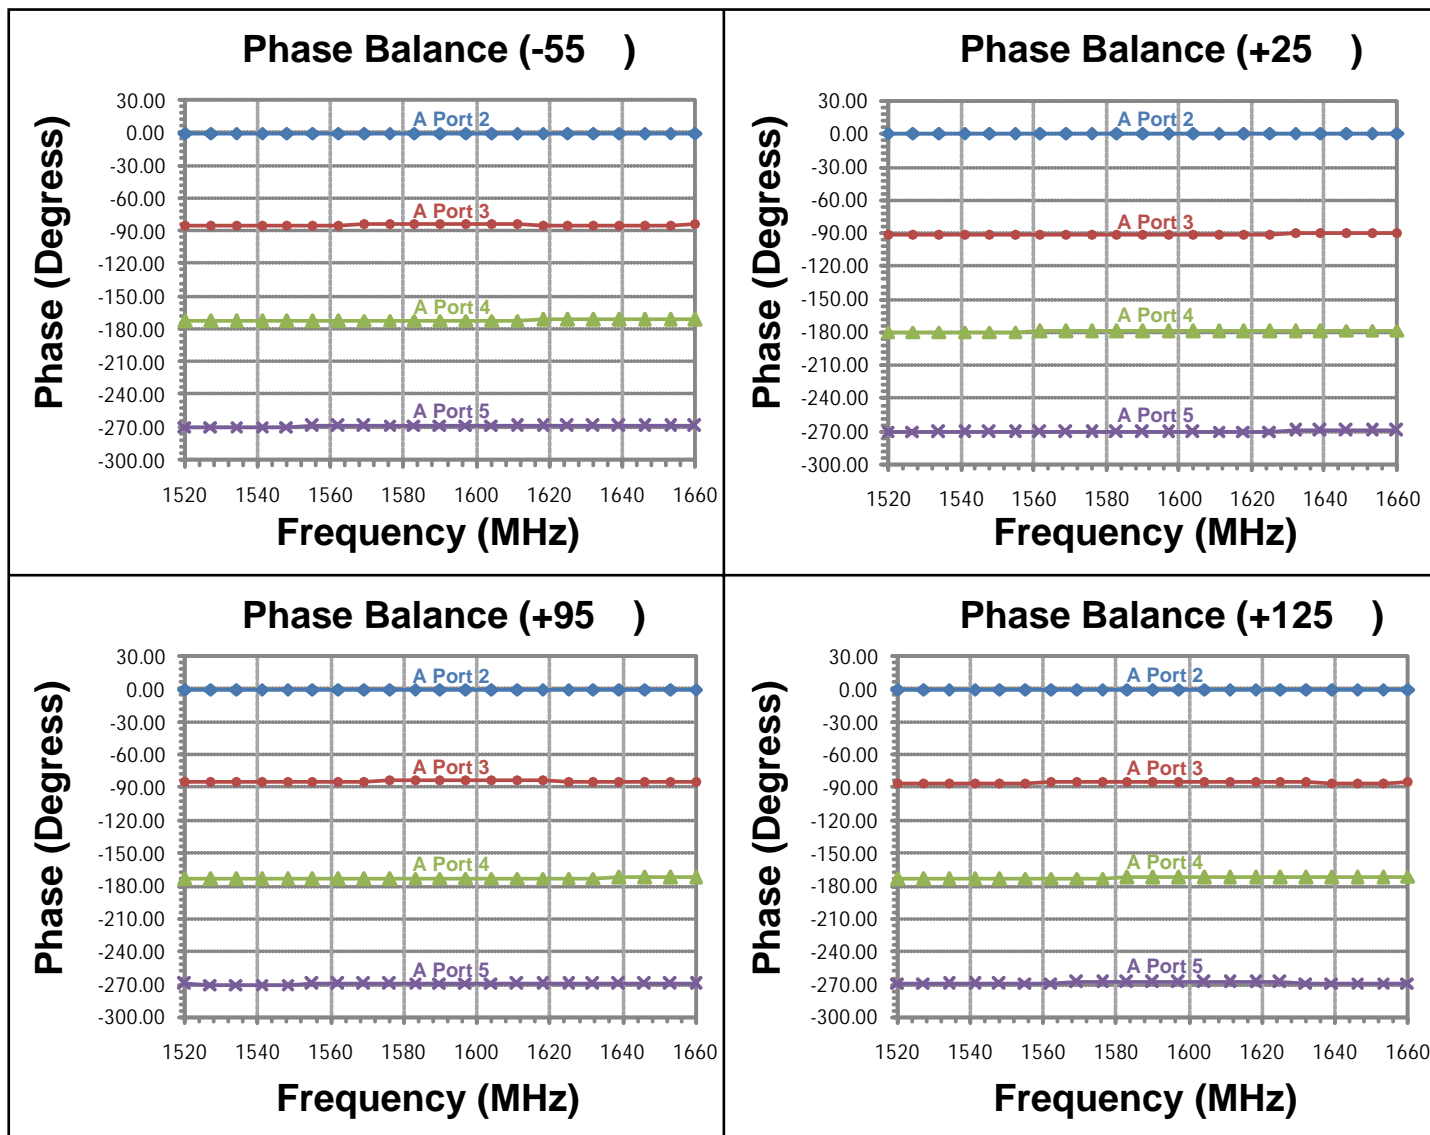 Phase Balance (-55 )
Phase (Degress)
30.00
0.00
-30.00
-60.00
-90.00
-120.00
-150.00
-180.00
-210.00
-240.00
-270.00
-300.00
A Port 2
A Port 3
A Port 4
A Port 5
1520 1540 1560 1580 1600 1620 1640 1660
Frequency (MHz)
Phase Balance (+25 )
Phase (Degress)
30.00
0.00
-30.00
-60.00
-90.00
-120.00
-150.00
-180.00
-210.00
-240.00
-270.00
-300.00
A Port 2
A Port 3
A Port 4
A Port 5
1520 1540 1560 1580 1600 1620 1640 1660
Frequency (MHz)
Phase Balance (+95 )
Phase (Degress)
30.00
0.00
-30.00
-60.00
-90.00
-120.00
-150.00
-180.00
-210.00
-240.00
-270.00
-300.00
A Port 2
A Port 3
A Port 4
A Port 5
1520 1540 1560 1580 1600 1620 1640 1660
Frequency (MHz)
Phase Balance (+125 )
Phase (Degress)
30.00
0.00
-30.00
-60.00
-90.00
-120.00
-150.00
-180.00
-210.00
-240.00
-270.00
-300.00
A Port 2
A Port 3
A Port 4
A Port 5
1520 1540 1560 1580 1600 1620 1640 1660
Frequency (MHz)